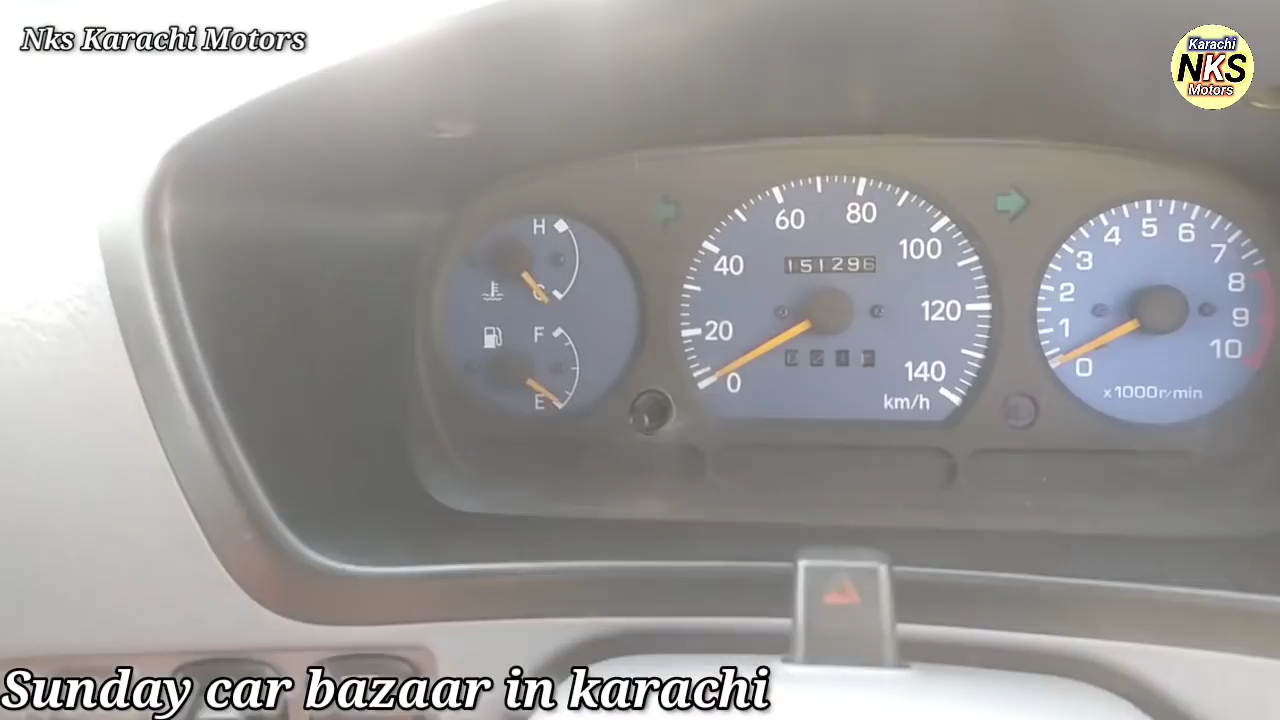 Nks Karachi Motors
Karachi
NKS
Motors
H
C
F
E
0
20
40
60
80
100
120
140
km/h
151296
0
1
2
3
4
5
6
7
8
9
10
x1000r/min
Sunday car bazaar in karachi